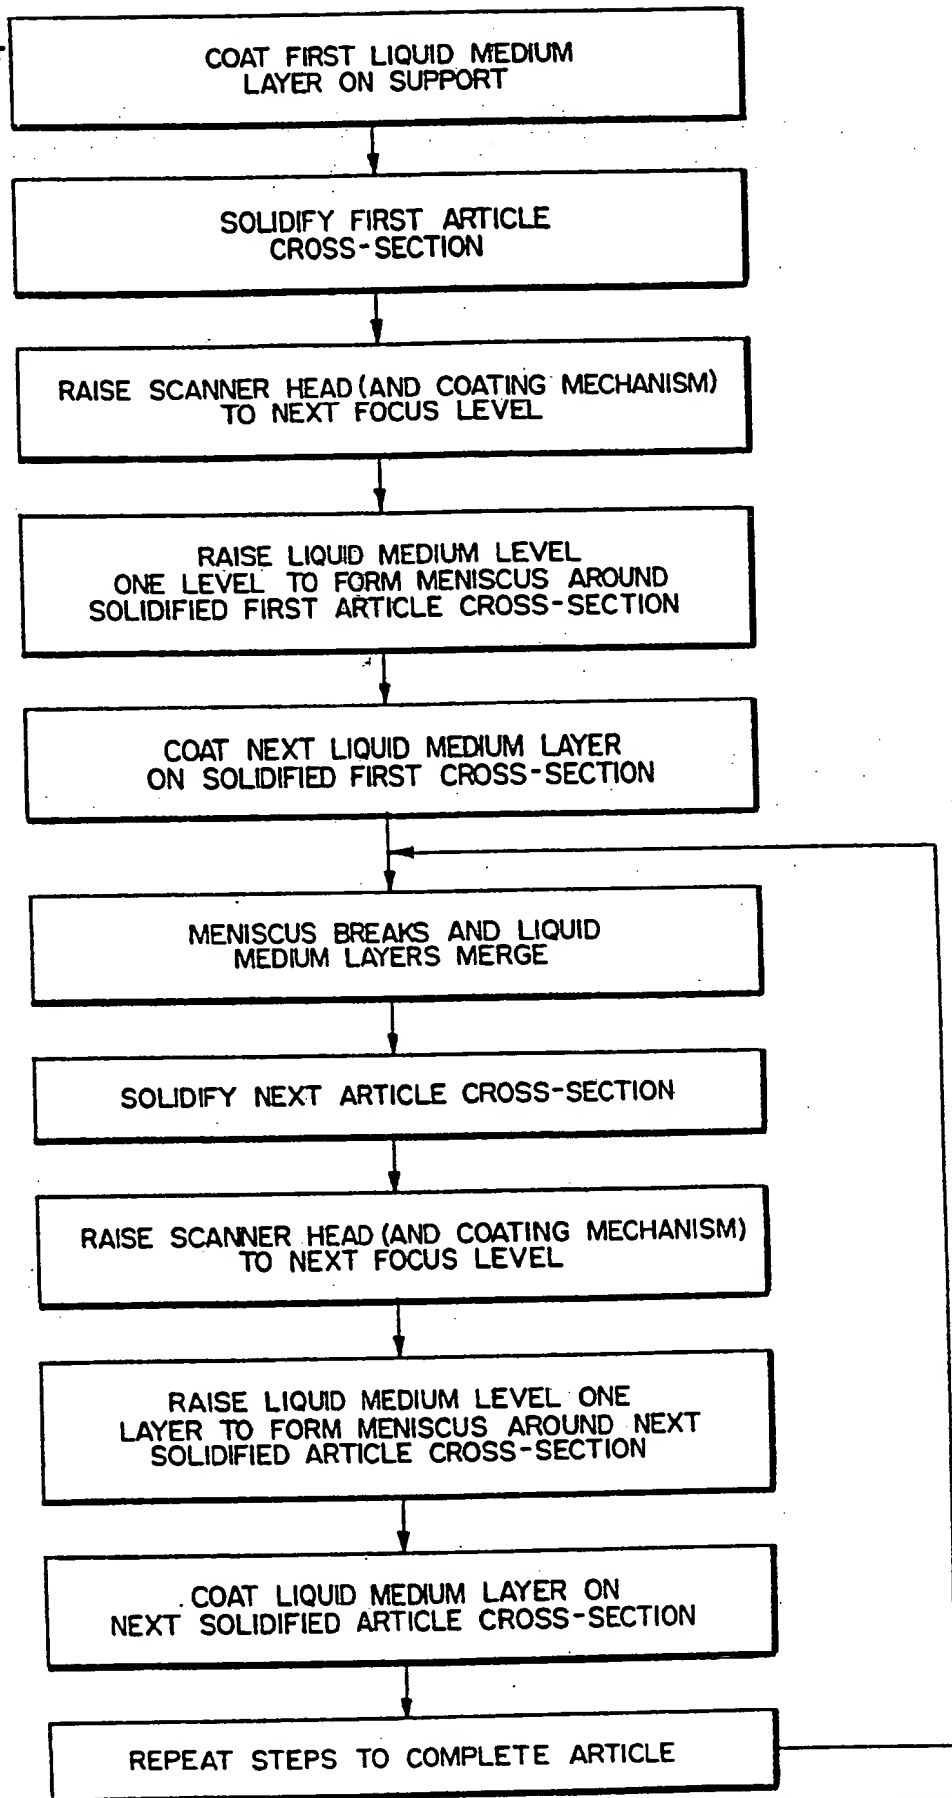 COAT FIRST LIQUID MEDIUM
LAYER ON SUPPORT
SOLIDIFY FIRST ARTICLE
CROSS-SECTION
RAISE SCANNER HEAD (AND COATING MECHANISM)
TO NEXT FOCUS LEVEL
RAISE LIQUID MEDIUM LEVEL
ONE LEVEL TO FORM MENISCUS AROUND
SOLIDIFIED FIRST ARTICLE CROSS-SECTION
COAT NEXT LIQUID MEDIUM LAYER
ON SOLIDIFIED FIRST CROSS-SECTION
MENISCUS BREAKS AND LIQUID
MEDIUM LAYERS MERGE
SOLIDIFY NEXT ARTICLE CROSS-SECTION
RAISE SCANNER HEAD (AND COATING MECHANISM)
TO NEXT FOCUS LEVEL
RAISE LIQUID MEDIUM LEVEL ONE
LAYER TO FORM MENISCUS AROUND NEXT
SOLIDIFIED ARTICLE CROSS-SECTION
COAT LIQUID MEDIUM LAYER ON
NEXT SOLIDIFIED ARTICLE CROSS-SECTION
REPEAT STEPS TO COMPLETE ARTICLE